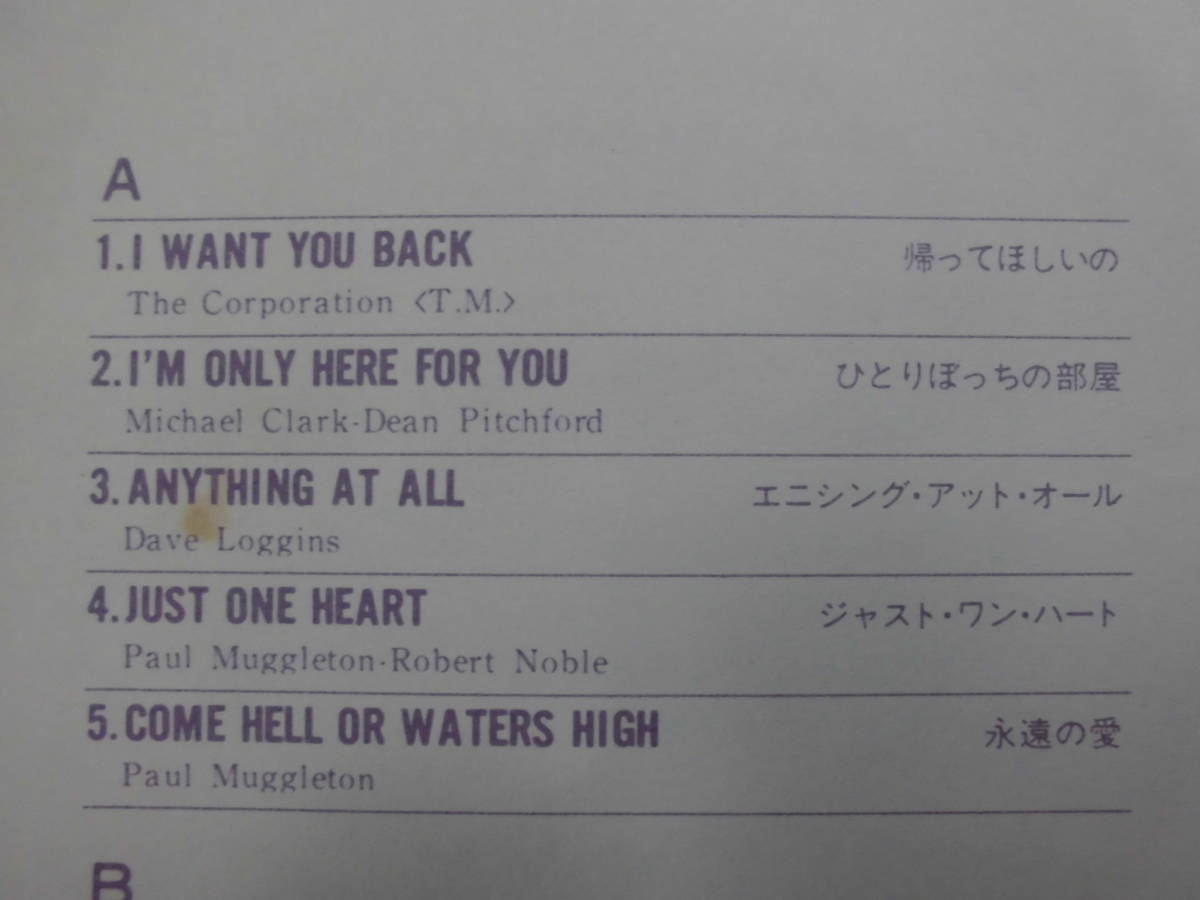 A
1. I WANT YOU BACK 帰ってほしいの
The Corporation <T.M.>
2. I'M ONLY HERE FOR YOU ひとりぼっちの部屋
Michael Clark-Dean Pitchford
3. ANYTHING AT ALL エニシング・アット・オール
Dave Loggins
4. JUST ONE HEART ジャスト・ワン・ハート
Paul Muggleton-Robert Noble
5. COME HELL OR WATERS HIGH 永遠の愛
Paul Muggleton
B